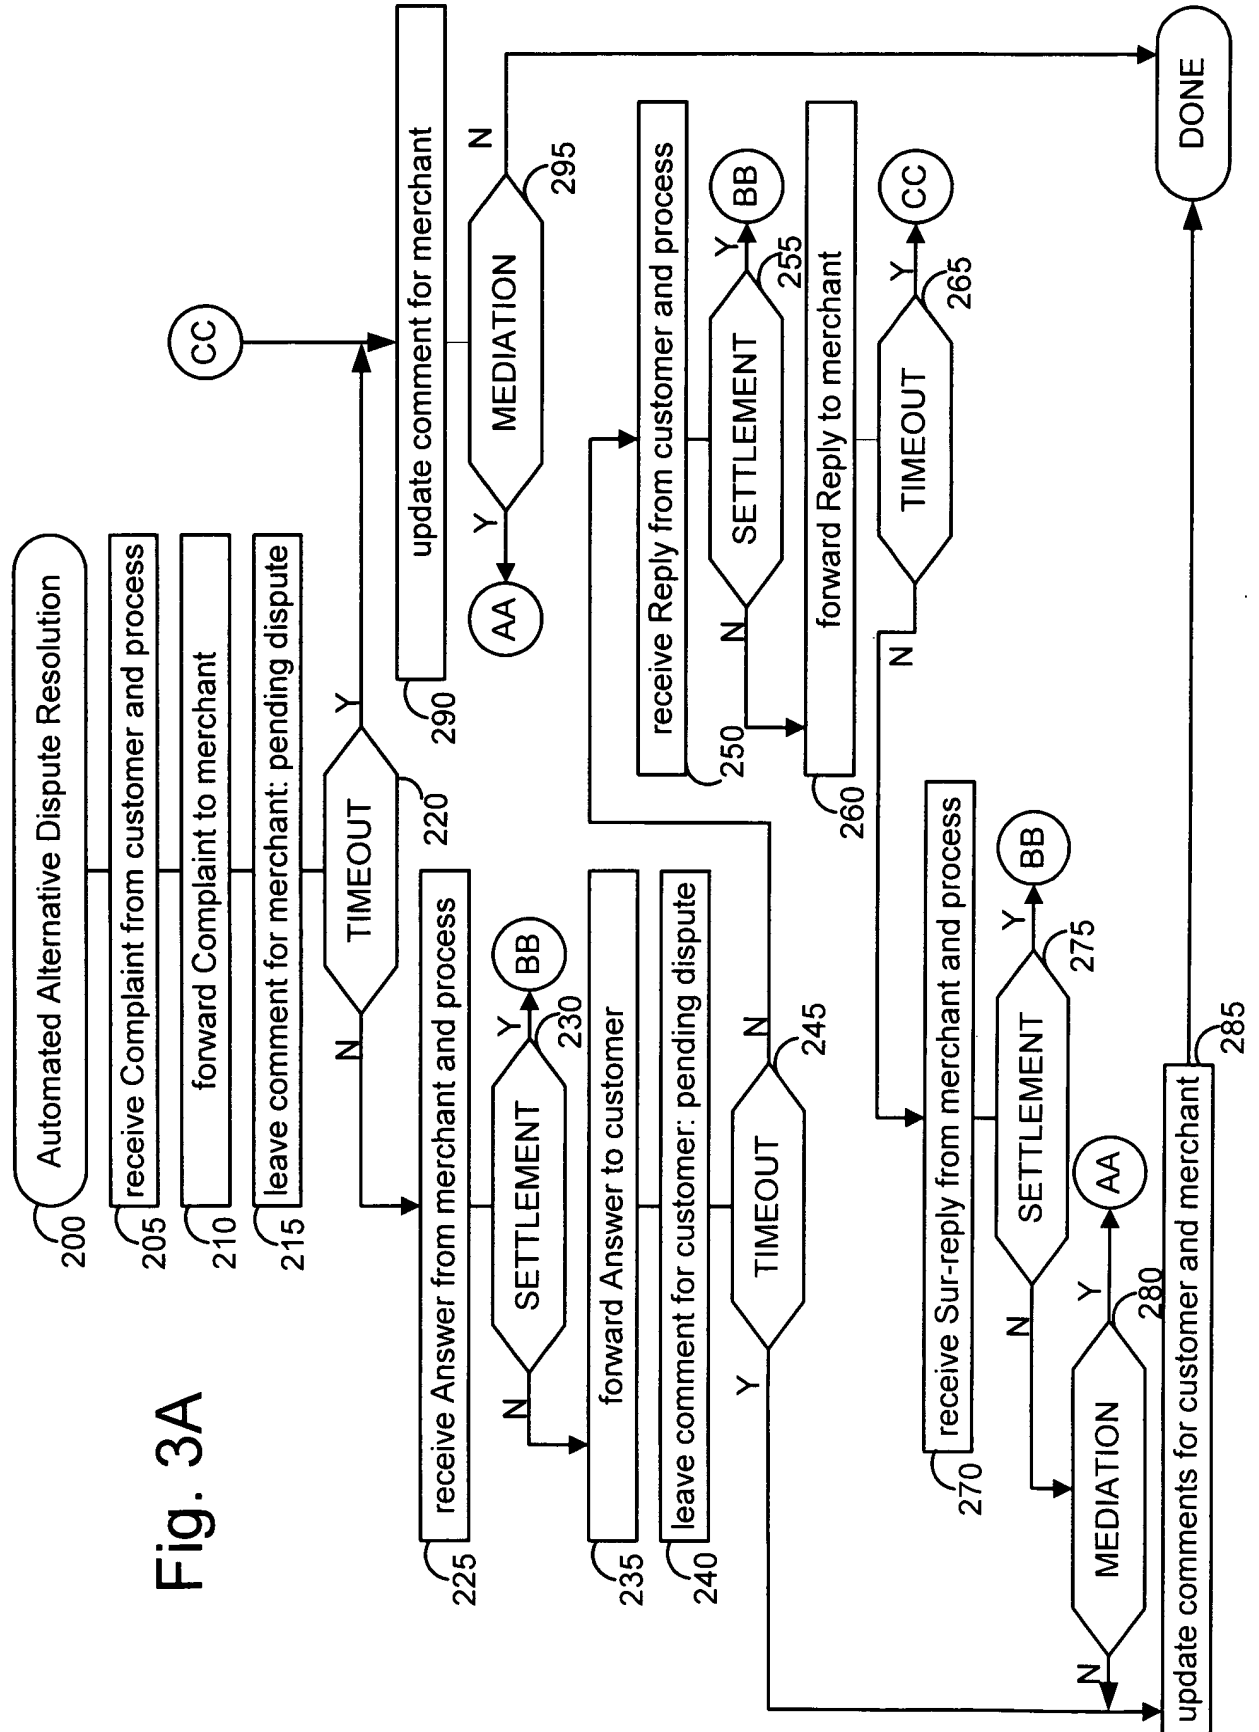 Fig. 3A
Automated Alternative Dispute Resolution
200
receive Complaint from customer and process
205
forward Complaint to merchant
210
leave comment for merchant: pending dispute
215
TIMEOUT
220
N
Y
CC
update comment for merchant
290
MEDIATION
295
Y
AA
N
receive Answer from merchant and process
225
SETTLEMENT
230
Y
BB
N
forward Answer to customer
235
leave comment for customer: pending dispute
240
TIMEOUT
245
Y
N
receive Reply from customer and process
250
SETTLEMENT
255
Y
BB
N
forward Reply to merchant
260
TIMEOUT
265
Y
CC
N
receive Sur-reply from merchant and process
270
SETTLEMENT
275
Y
BB
N
MEDIATION
280
Y
AA
N
update comments for customer and merchant
285
DONE